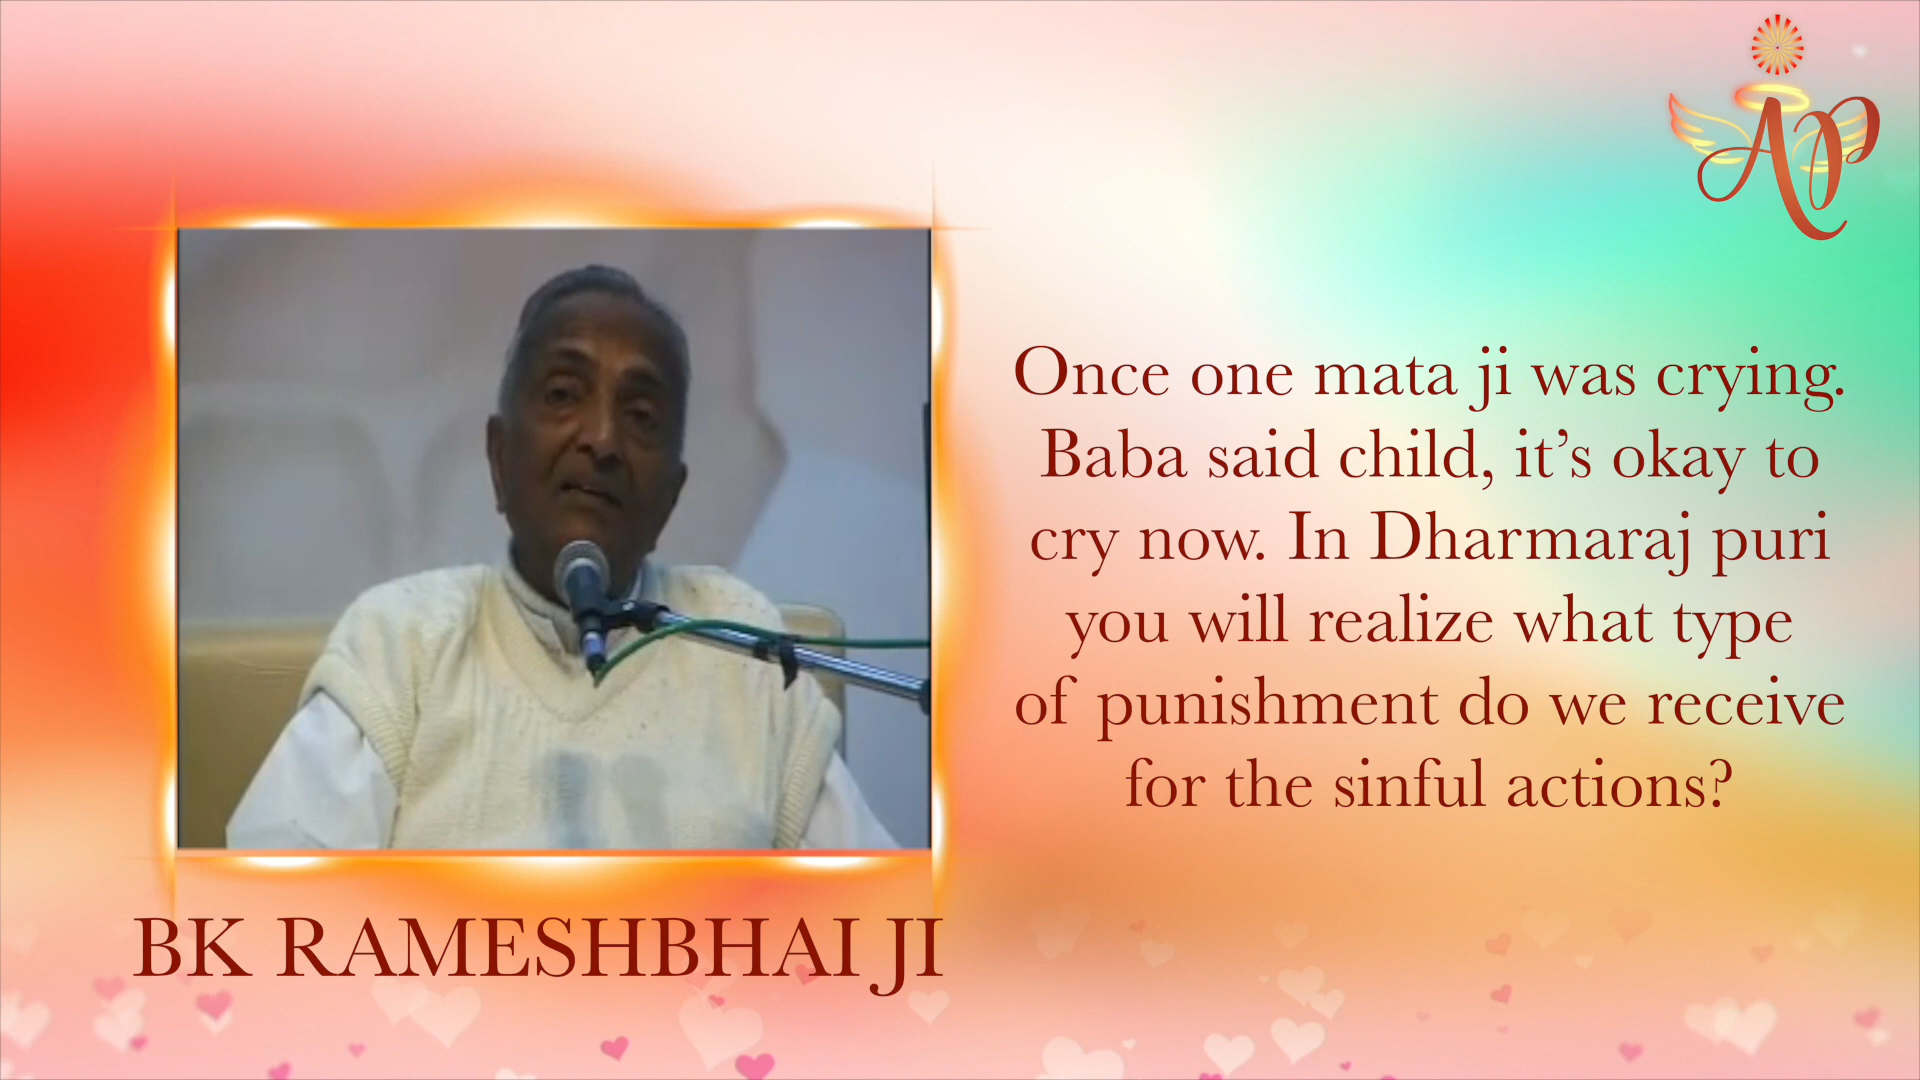 AP
Once one mata ji was crying.
Baba said child, it’s okay to
cry now. In Dharmaraj puri
you will realize what type
of punishment do we receive
for the sinful actions?
BK RAMESHBHAI JI